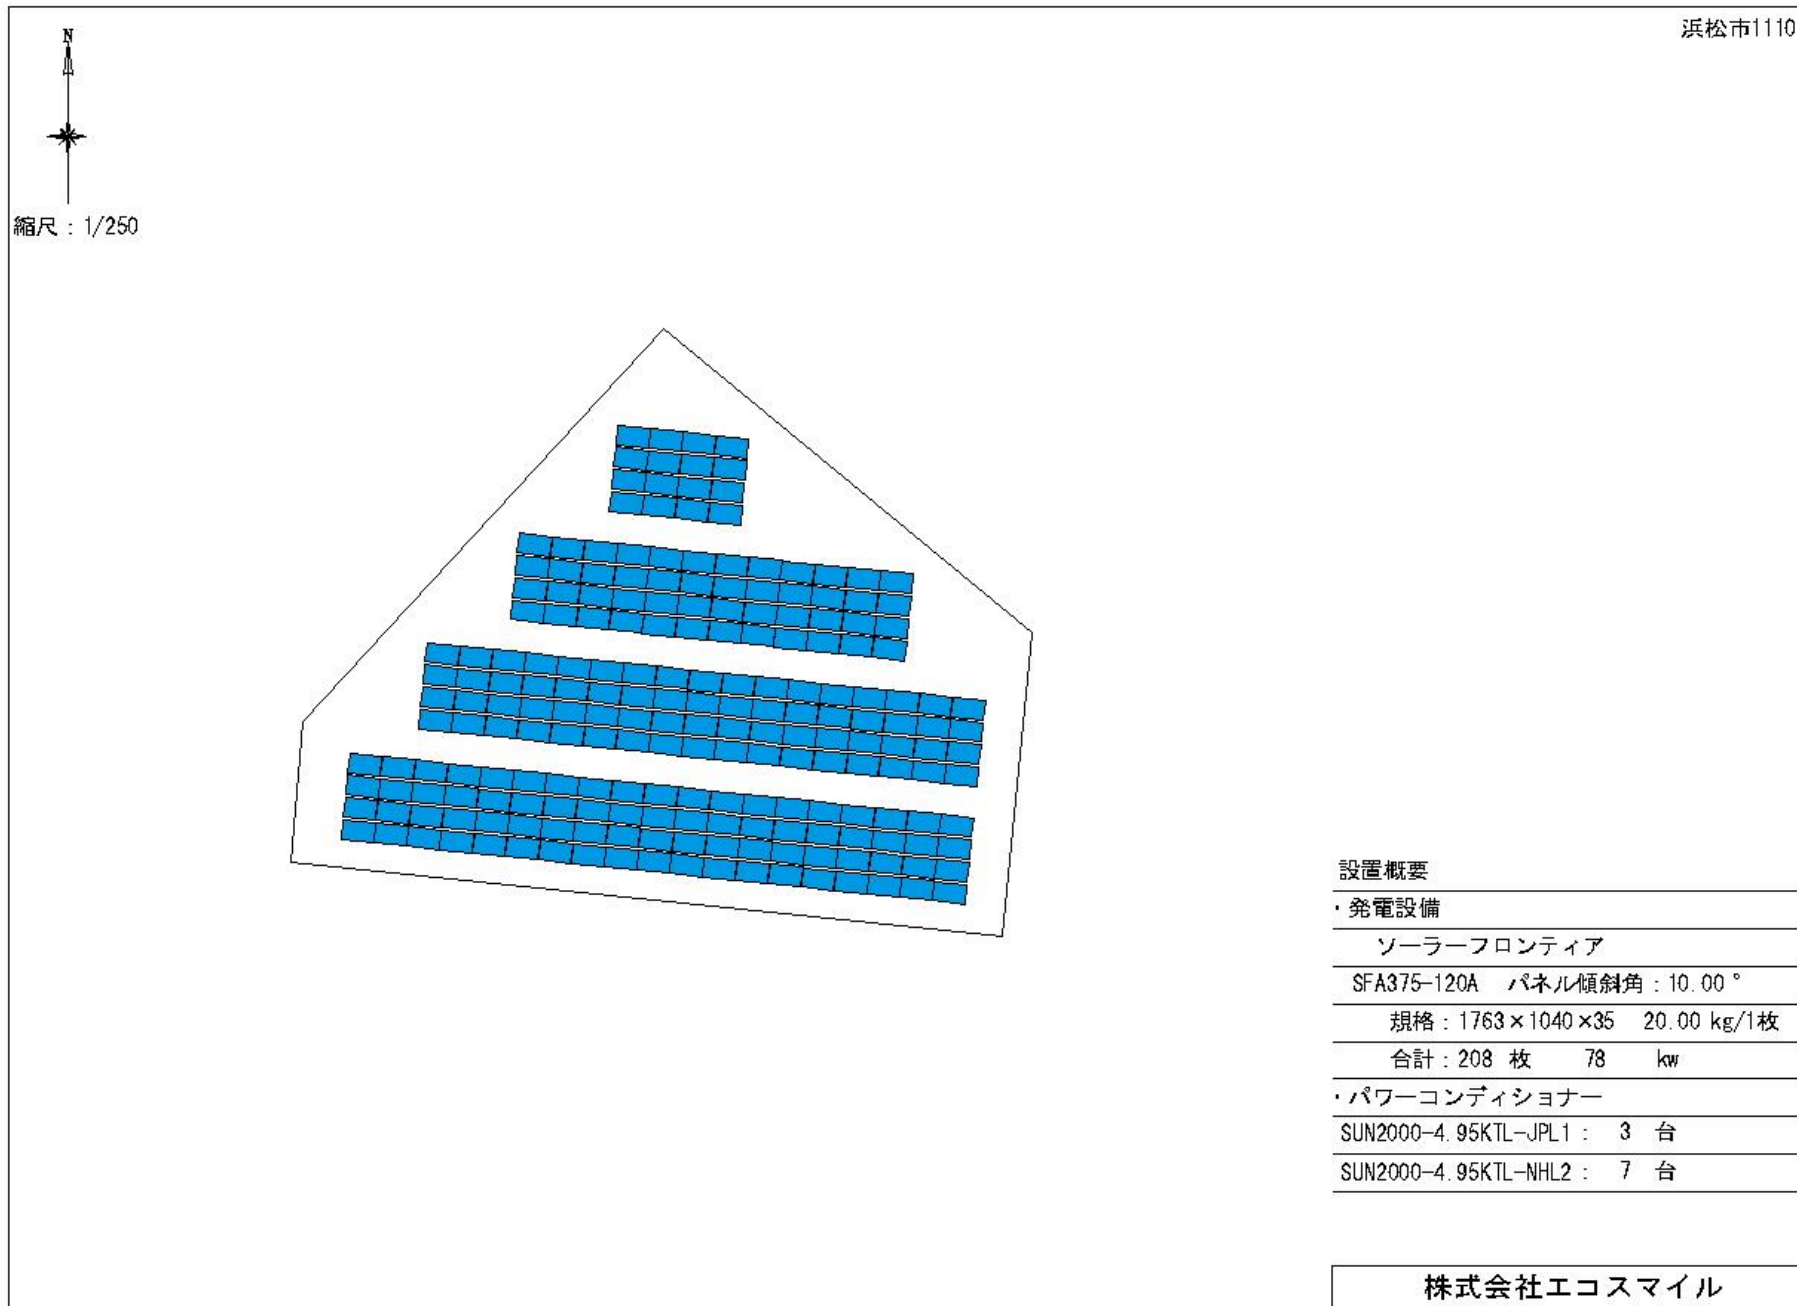 浜松市1110
N
縮尺：1/250
設置概要
・発電設備
ソーラーフロンティア
SFA375-120A パネル傾斜角：10.00°
規格：1763×1040×35 20.00 kg/1枚
合計：208 枚 78 kw
・パワーコンディショナー
SUN2000-4.95KTL-JPL1： 3 台
SUN2000-4.95KTL-NHL2： 7 台
株式会社エコスマイル